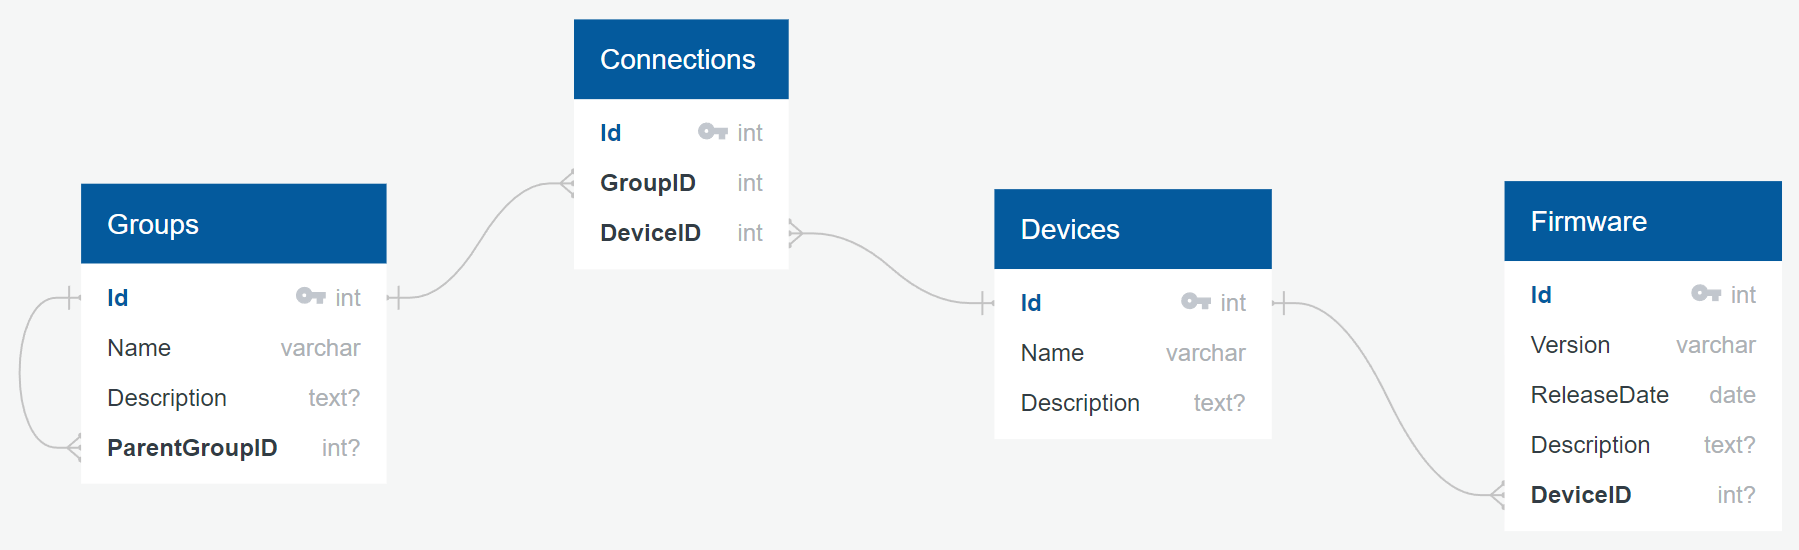 Connections
Id int
GroupID int
DeviceID int
Groups
Id int
Name varchar
Description text?
ParentGroupID int?
Devices
Id int
Name varchar
Description text?
Firmware
Id int
Version varchar
ReleaseDate date
Description text?
DeviceID int?